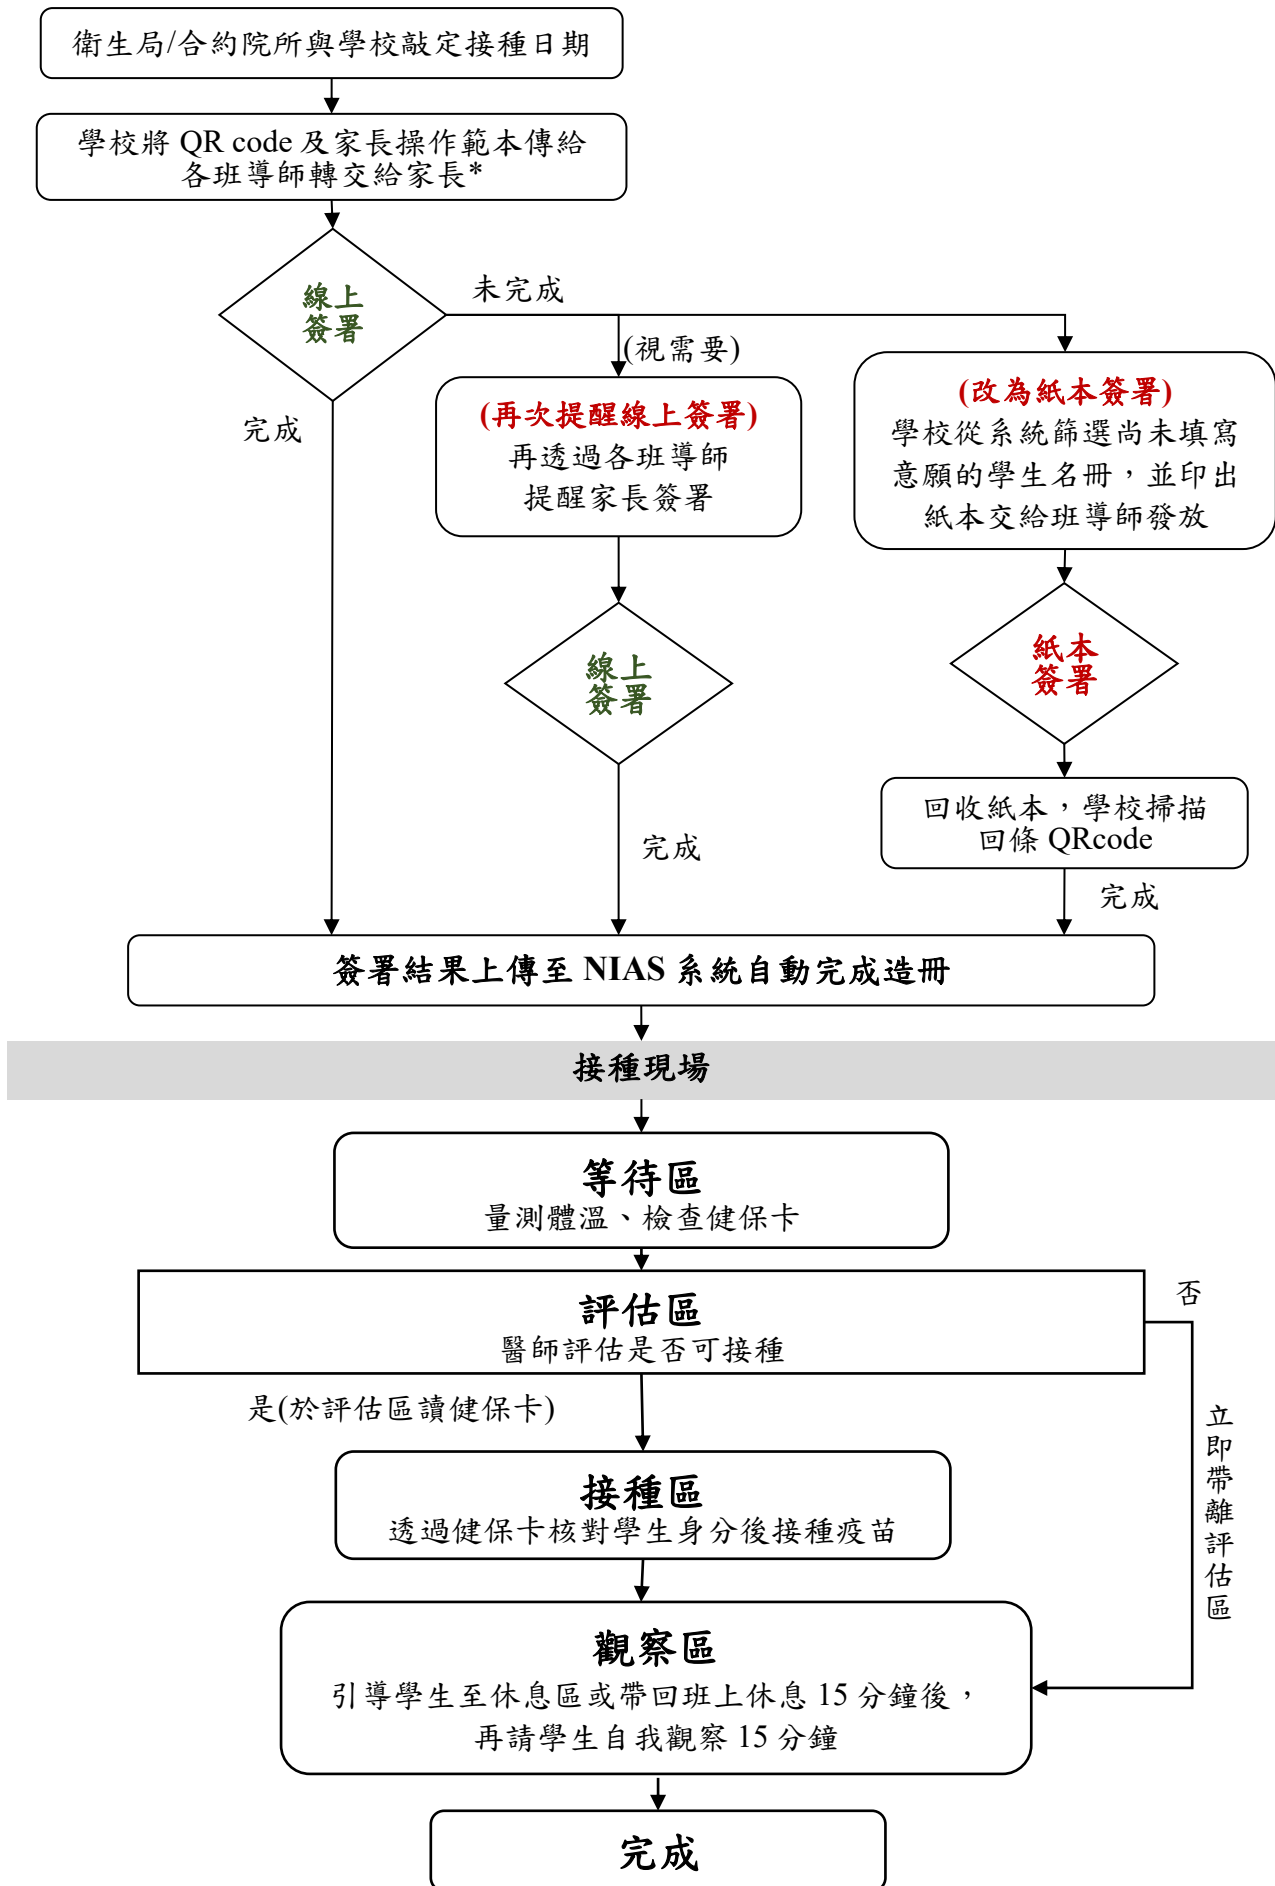 衛生局/合約院所與學校敲定接種日期
學校將 QR code 及家長操作範本傳給
各班導師轉交給家長*
線上
簽署
未完成
(視需要)
完成
(再次提醒線上簽署)
再透過各班導師
提醒家長簽署
(改為紙本簽署)
學校從系統篩選尚未填寫
意願的學生名冊，並印出
紙本交給班導師發放
線上
簽署
紙本
簽署
回收紙本，學校掃描
回條 QRcode
完成
完成
簽署結果上傳至 NIAS 系統自動完成造冊
接種現場
等待區
量測體溫、檢查健保卡
評估區
醫師評估是否可接種
否
是(於評估區讀健保卡)
立即帶離評估區
接種區
透過健保卡核對學生身分後接種疫苗
觀察區
引導學生至休息區或帶回班上休息 15 分鐘後，
再請學生自我觀察 15 分鐘
完成